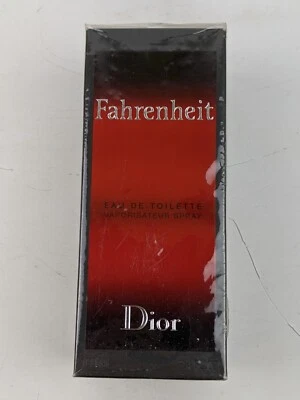 Fahrenheit
EAU DE TOILETTE
VAPORISATEUR SPRAY
Dior